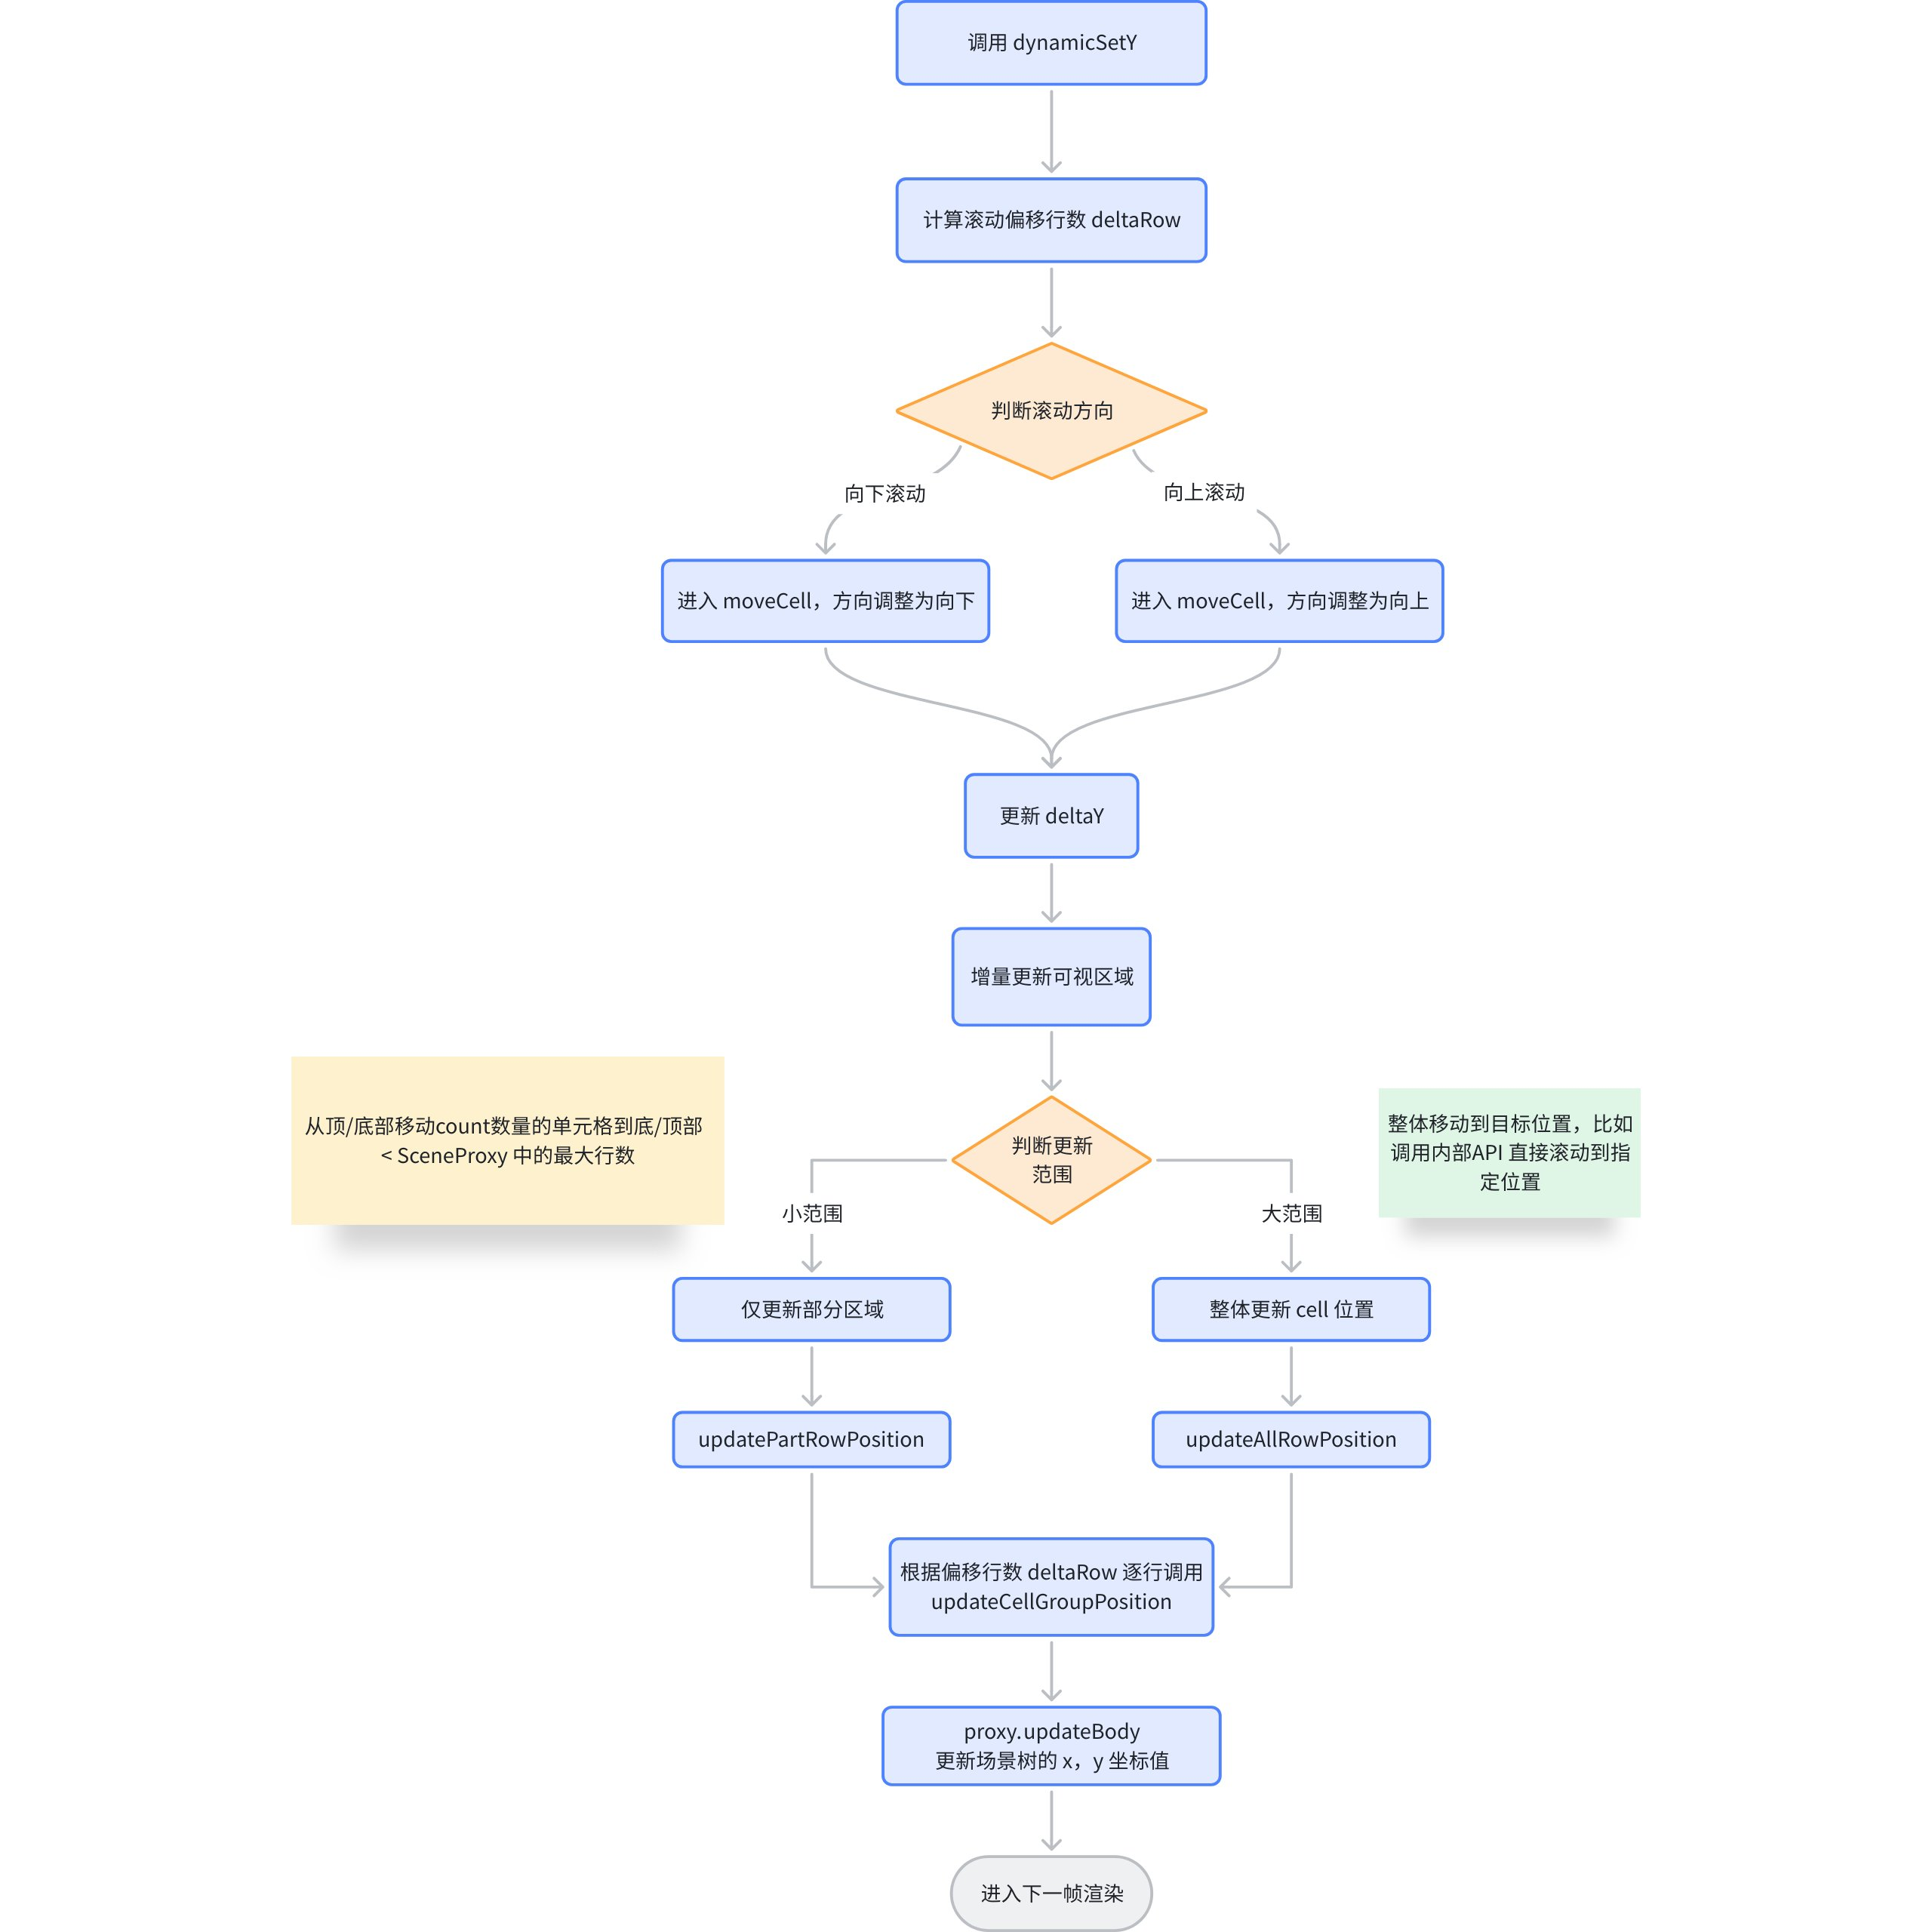 调用 dynamicSetY
计算滚动偏移行数 deltaRow
判断滚动方向
向下滚动
向上滚动
进入 moveCell，方向调整为向下
进入 moveCell，方向调整为向上
更新 deltaY
增量更新可视区域
从顶/底部移动count数量的单元格到底/顶部
< SceneProxy 中的最大行数
判断更新
范围
整体移动到目标位置，比如
调用内部API 直接滚动到指
定位置
小范围
大范围
仅更新部分区域
整体更新 cell 位置
updatePartRowPosition
updateAllRowPosition
根据偏移行数 deltaRow 逐行调用
updateCellGroupPosition
proxy.updateBody
更新场景树的 x，y 坐标值
进入下一帧渲染